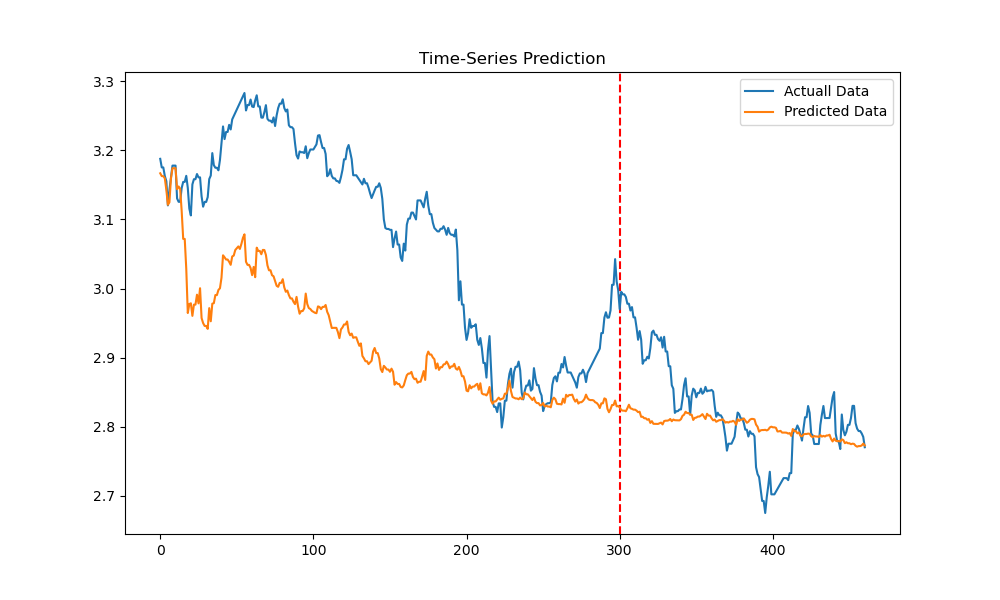 Time-Series Prediction
Actuall Data
Predicted Data
3.3
3.2
3.1
3.0
2.9
2.8
2.7
0 100 200 300 400